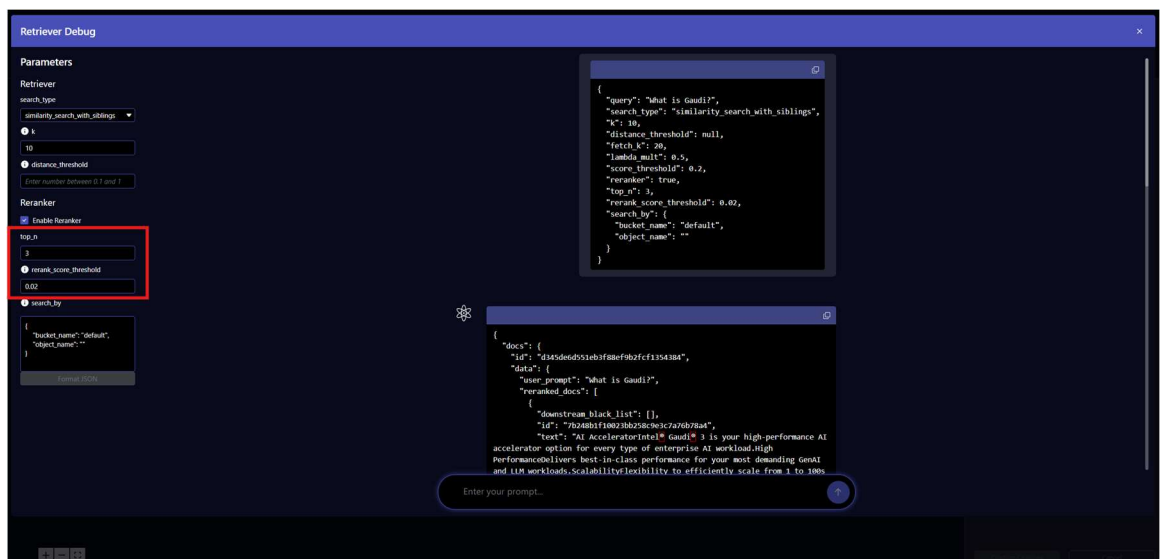 Retriever Debug
×
Parameters
Retriever
search_type
similarity_search_with_siblings
k
10
distance_threshold
Enter number between 0.1 and 1
Reranker
Enable Reranker
top_n
3
rerank_score_threshold
0.02
search_by
{
"bucket_name": "default",
"object_name": ""
}
Format JSON
{
"query": "What is Gaudi?",
"search_type": "similarity_search_with_siblings",
"k": 10,
"distance_threshold": null,
"fetch_k": 20,
"lambda_mult": 0.5,
"score_threshold": 0.2,
"reranker": true,
"top_n": 3,
"rerank_score_threshold": 0.02,
"search_by": {
"bucket_name": "default",
"object_name": ""
}
}
{
"docs": {
"id": "d345de6d551eb3f88ef9b2fcf1354384",
"data": {
"user_prompt": "What is Gaudi?",
"reranked_docs": [
{
"downstream_black_list": [],
"id": "7b248b1f10023bb258c9e3c7a76b78a4",
"text": "AI AcceleratorIntel® Gaudi® 3 is your high-performance AI
accelerator option for every type of enterprise AI workload.High
PerformanceDelivers best-in-class performance for your most demanding GenAI
and LLM workloads.ScalabilityFlexibility to efficiently scale from 1 to 100s
Enter your prompt...